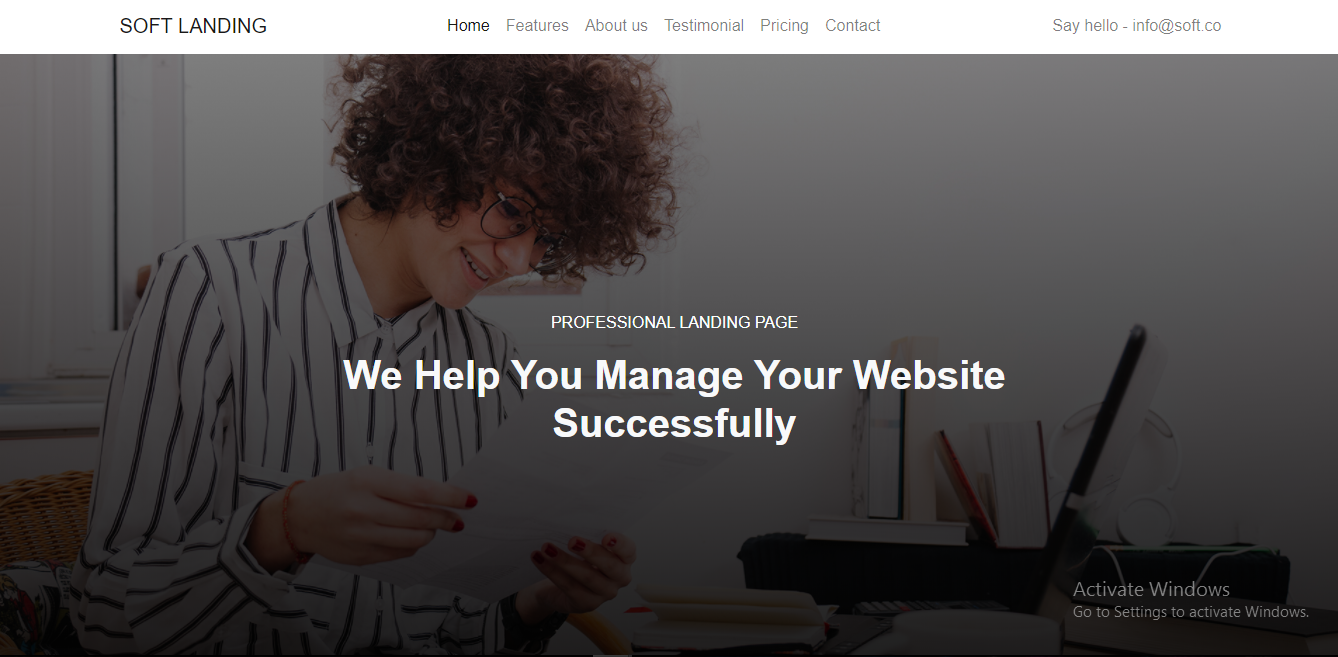 SOFT LANDING
Home Features About us Testimonial Pricing Contact
Say hello - info@soft.co
PROFESSIONAL LANDING PAGE
We Help You Manage Your Website
Successfully
Activate Windows
Go to Settings to activate Windows.